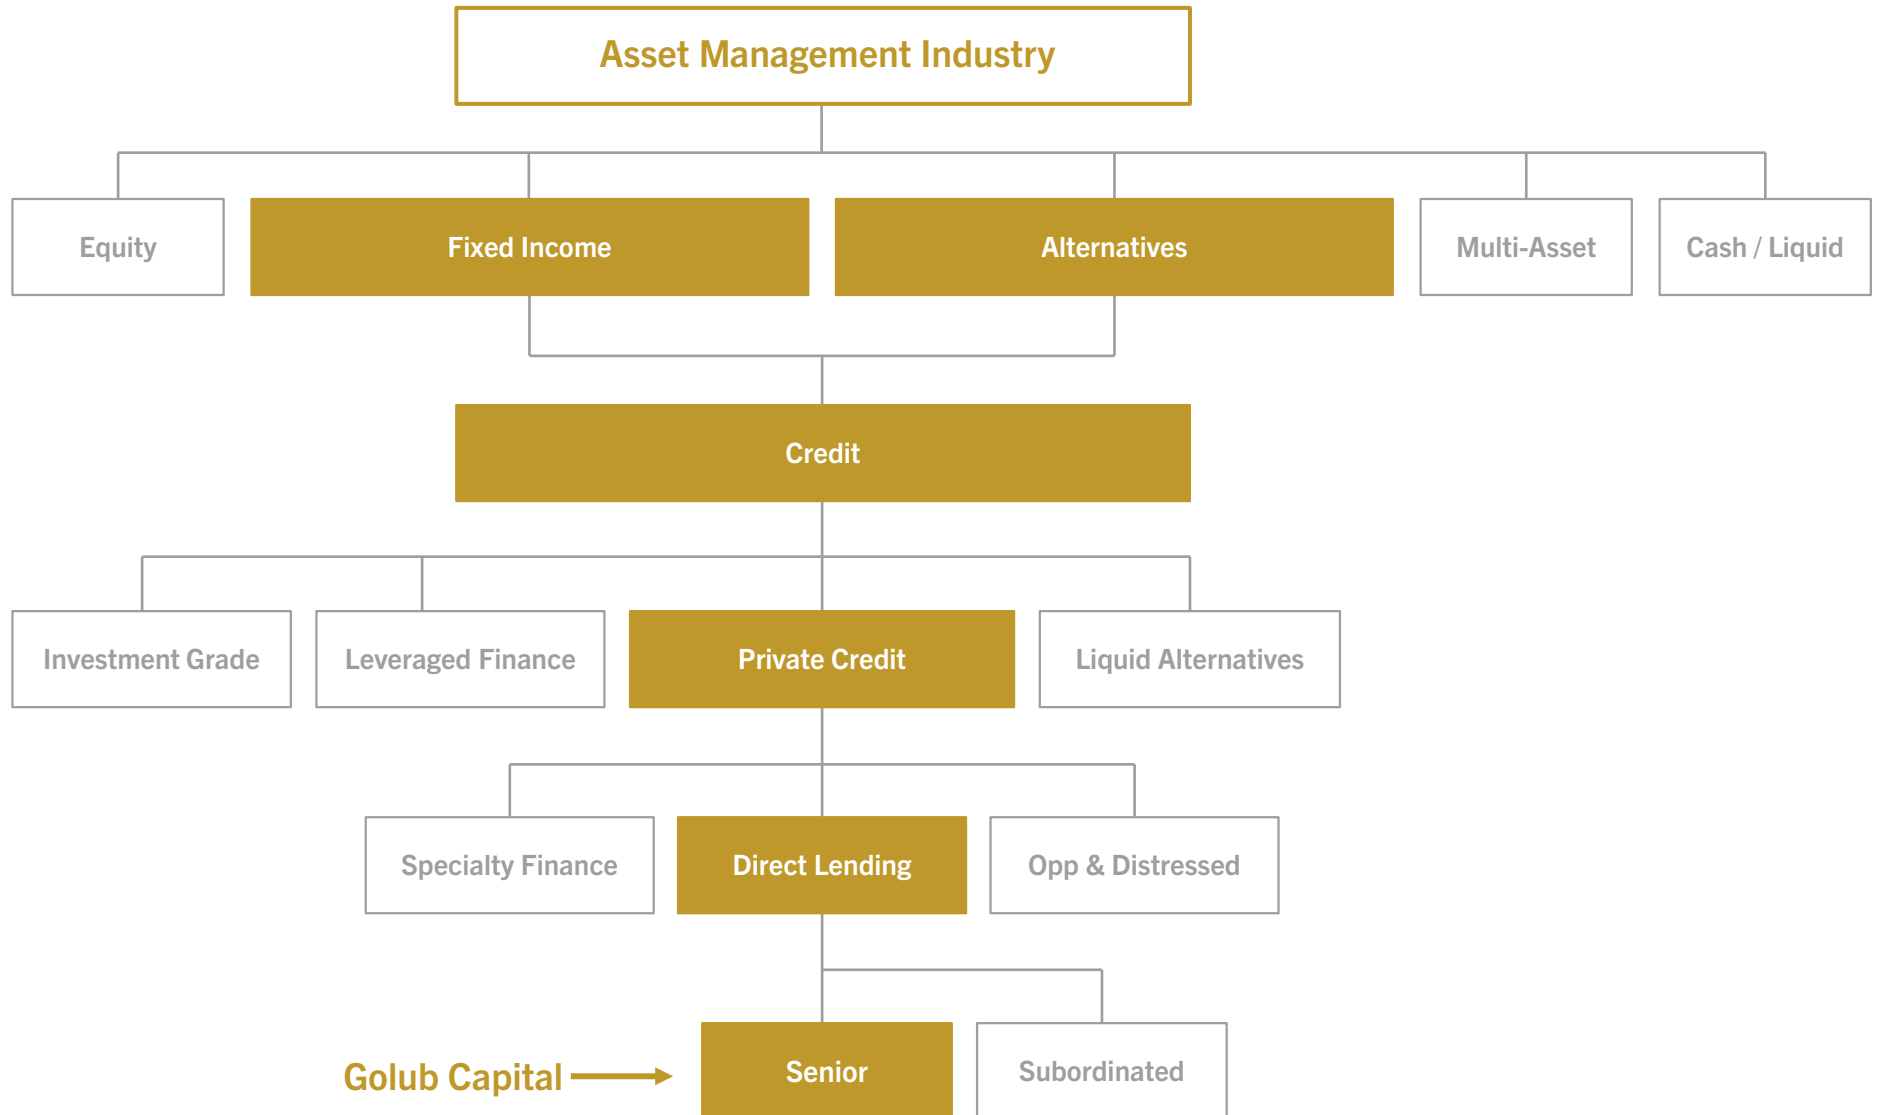 Asset Management Industry
Equity
Fixed Income
Alternatives
Multi-Asset
Cash / Liquid
Credit
Investment Grade
Leveraged Finance
Private Credit
Liquid Alternatives
Specialty Finance
Direct Lending
Opp & Distressed
Golub Capital
Senior
Subordinated